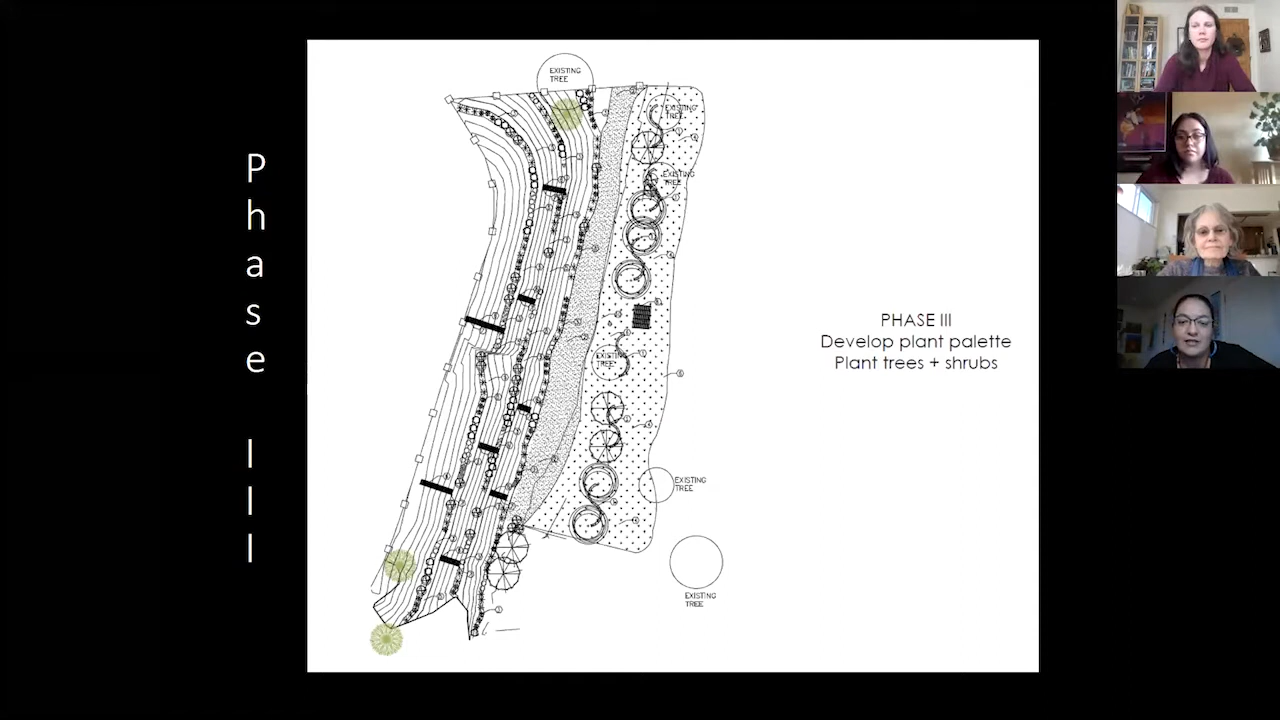 Phase III
EXISTING
TREE
EXISTING
TREE
EXISTING
TREE
EXISTING
TREE
EXISTING
TREE
EXISTING
TREE
PHASE III
Develop plant palette
Plant trees + shrubs